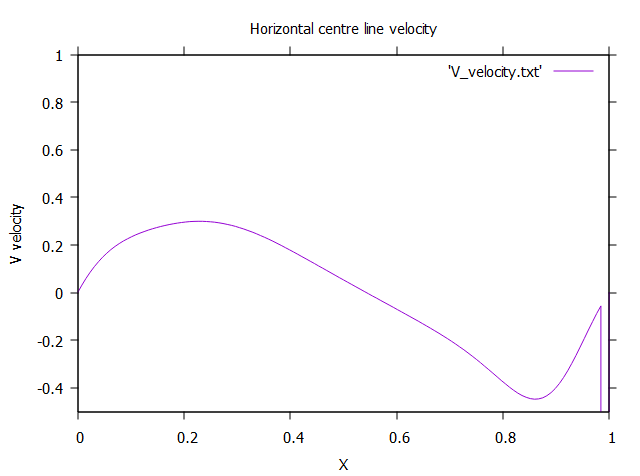 Horizontal centre line velocity
'V_velocity.txt'
1
0.8
0.6
0.4
0.2
0
-0.2
-0.4
V velocity
0 0.2 0.4 0.6 0.8 1
X